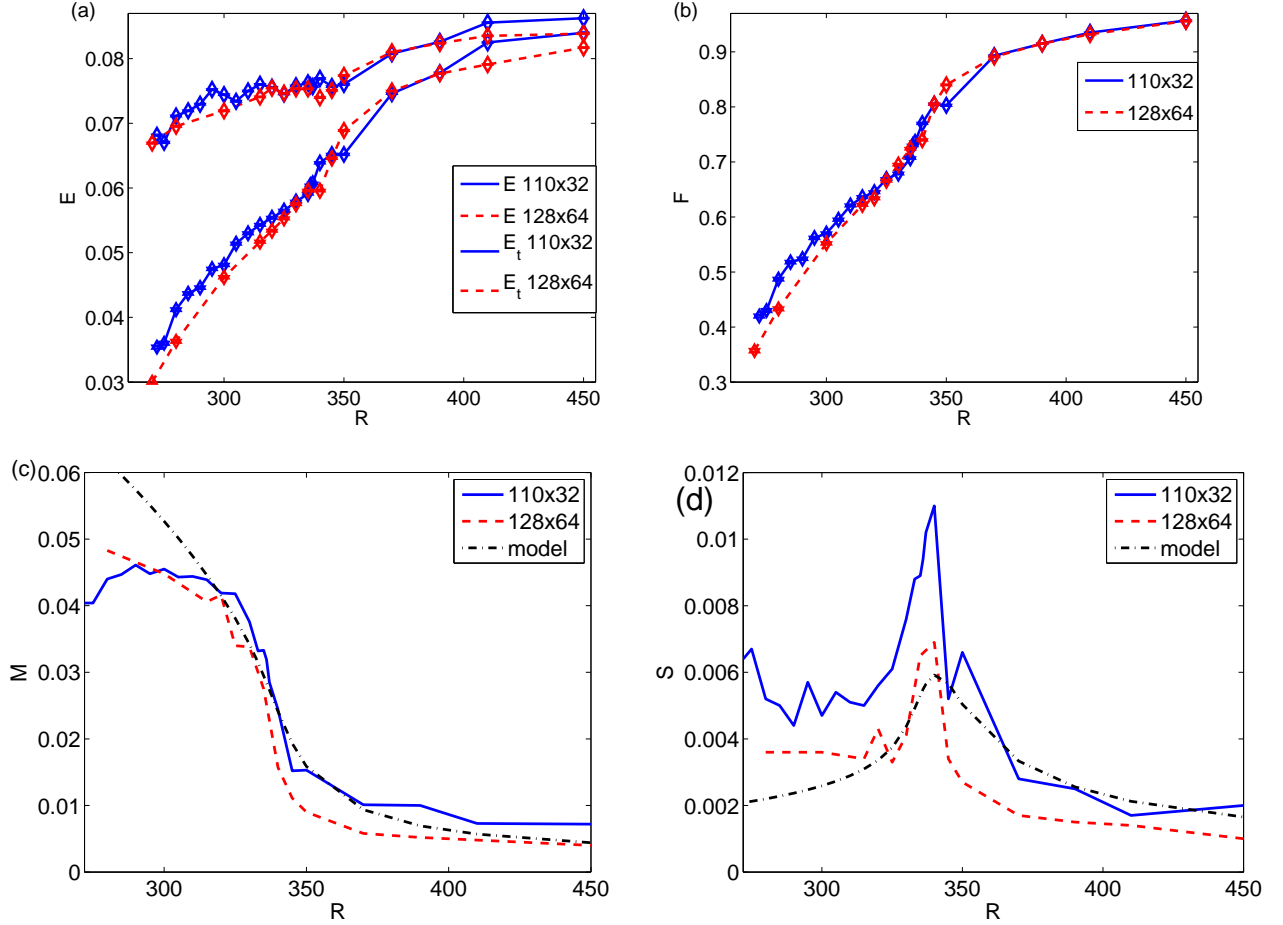 (a)
0.08
0.07
0.06
0.05
0.04
0.03
E
300
350
400
450
R
E 110x32
E 128x64
E_t 110x32
E_t 128x64
(b)
0.9
0.8
0.7
0.6
0.5
0.4
0.3
F
300
350
400
450
R
110x32
128x64
(c)
0.06
0.05
0.04
0.03
0.02
0.01
0
M
300
350
400
450
R
110x32
128x64
model
(d)
0.012
0.01
0.008
0.006
0.004
0.002
0
S
300
350
400
450
R
110x32
128x64
model